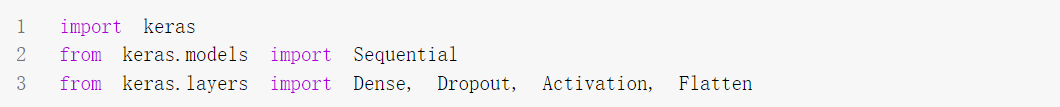 1 import keras
2 from keras.models import Sequential
3 from keras.layers import Dense, Dropout, Activation, Flatten